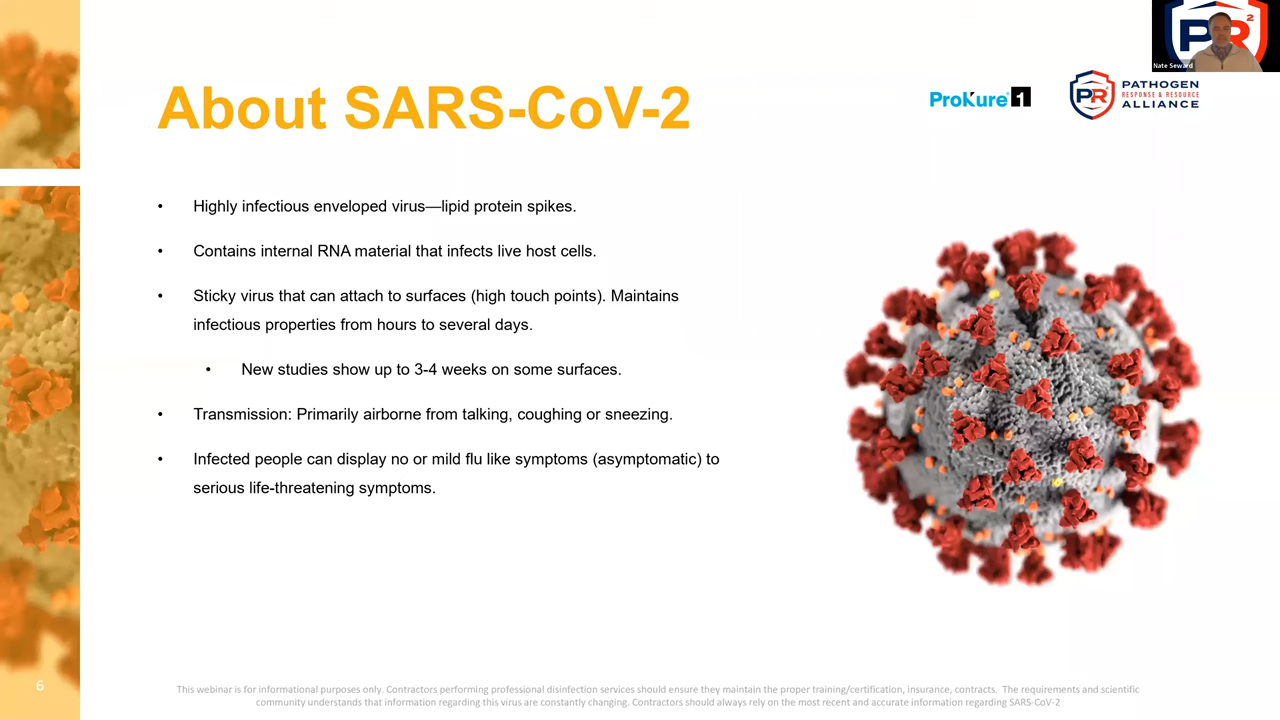 PR2
Nate Seward
About SARS-CoV-2
ProKure 1
PR
PATHOGEN
RESPONSE & RESOURCE
ALLIANCE
• Highly infectious enveloped virus—lipid protein spikes.
• Contains internal RNA material that infects live host cells.
• Sticky virus that can attach to surfaces (high touch points). Maintains
infectious properties from hours to several days.
• New studies show up to 3-4 weeks on some surfaces.
• Transmission: Primarily airborne from talking, coughing or sneezing.
• Infected people can display no or mild flu like symptoms (asymptomatic) to
serious life-threatening symptoms.
6
This webinar is for informational purposes only. Contractors performing professional disinfection services should ensure they maintain the proper training/certification, insurance, contracts. The requirements and scientific
community understands that information regarding this virus are constantly changing. Contractors should always rely on the most recent and accurate information regarding SARS-CoV-2